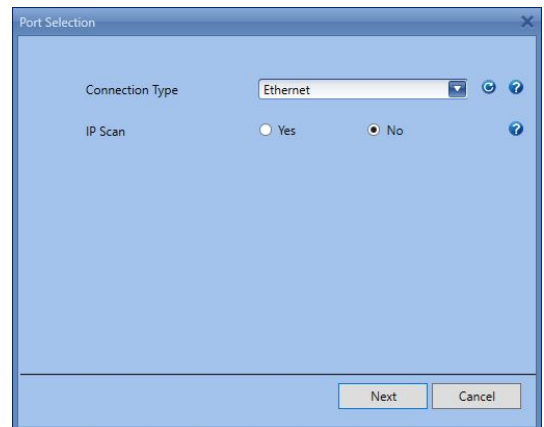 Port Selection
Connection Type Ethernet
IP Scan Yes No
Next Cancel